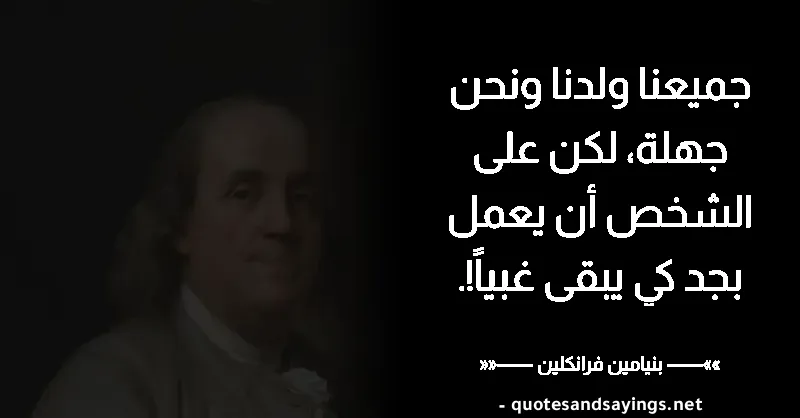 جميعنا ولدنا ونحن
جهلة، لكن على
الشخص أن يعمل
بجد كي يبقى غبياً!.
»»—— بنيامين فرانكلين ——««
- quotesandsayings.net